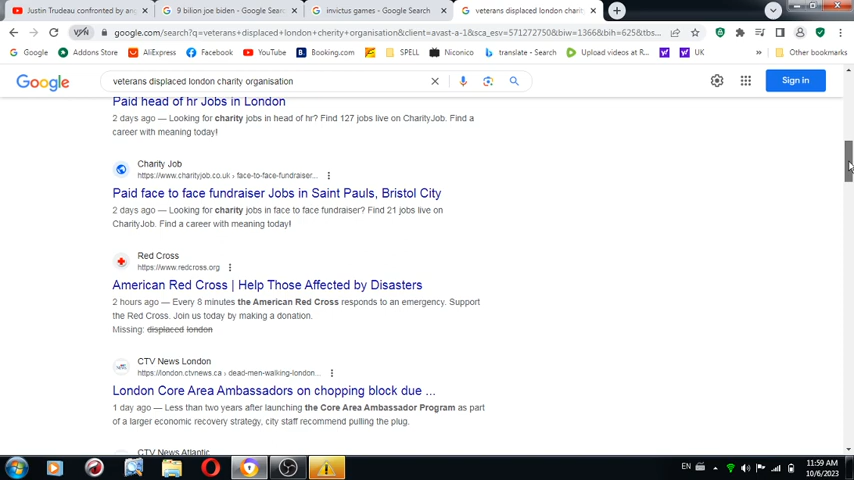 Justin Trudeau confronted by an
9 bilion joe biden - Google Sear
invictus games - Google Search
veterans displaced london chari
google.com/search?q=veterans+displaced+london+cherity+organisation&client=avast-a-1&sca_esv=571272750&biw=1366&bih=625&tbs...
VPN
Google
Addons Store
AliExpress
Facebook
YouTube
Booking.com
SPELL
Niconico
translate - Search
Upload videos at R...
UK
Other bookmarks
Google
veterans displaced london charity organisation
Sign in
Paid head of hr Jobs in London
2 days ago — Looking for charity jobs in head of hr? Find 127 jobs live on CharityJob. Find a
career with meaning today!
Charity Job
https://www.charityjob.co.uk › face-to-face-fundraiser...
Paid face to face fundraiser Jobs in Saint Pauls, Bristol City
2 days ago — Looking for charity jobs in face to face fundraiser? Find 21 jobs live on
CharityJob. Find a career with meaning today!
Red Cross
https://www.redcross.org
American Red Cross | Help Those Affected by Disasters
2 hours ago — Every 8 minutes the American Red Cross responds to an emergency. Support
the Red Cross. Join us today by making a donation.
Missing: displaced london
CTV News London
https://london.ctvnews.ca › dead-men-walking-london...
London Core Area Ambassadors on chopping block due ...
1 day ago — Less than two years after launching the Core Area Ambassador Program as part
of a larger economic recovery strategy, city staff recommend pulling the plug.
CTV News Atlantic
EN
11:59 AM
10/6/2023